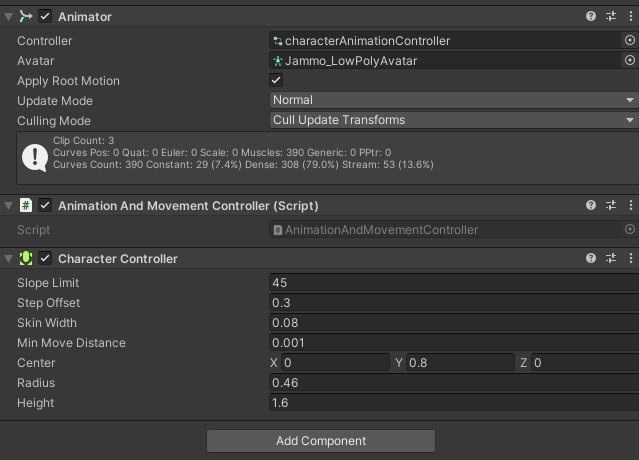 Animator
Controller characterAnimationController
Avatar Jammo_LowPolyAvatar
Apply Root Motion
Update Mode Normal
Culling Mode Cull Update Transforms
Clip Count: 3
Curves Pos: 0 Quat: 0 Euler: 0 Scale: 0 Muscles: 390 Generic: 0 PPtr: 0
Curves Count: 390 Constant: 29 (7.4%) Dense: 308 (79.0%) Stream: 53 (13.6%)
# Animation And Movement Controller (Script)
Script # AnimationAndMovementController
Character Controller
Slope Limit 45
Step Offset 0.3
Skin Width 0.08
Min Move Distance 0.001
Center X 0 Y 0.8 Z 0
Radius 0.46
Height 1.6
Add Component